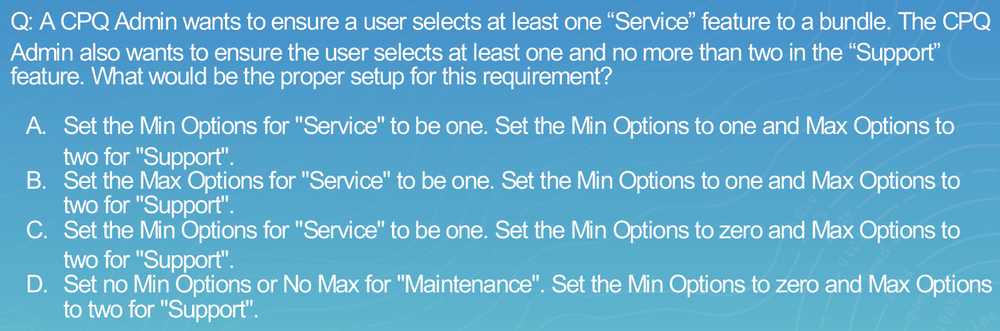 Q: A CPQ Admin wants to ensure a user selects at least one “Service” feature to a bundle. The CPQ
Admin also wants to ensure the user selects at least one and no more than two in the “Support”
feature. What would be the proper setup for this requirement?
A. Set the Min Options for "Service" to be one. Set the Min Options to one and Max Options to
two for "Support".
B. Set the Max Options for "Service" to be one. Set the Min Options to one and Max Options to
two for "Support".
C. Set the Min Options for "Service" to be one. Set the Min Options to zero and Max Options to
two for "Support".
D. Set no Min Options or No Max for "Maintenance". Set the Min Options to zero and Max Options
to two for "Support".